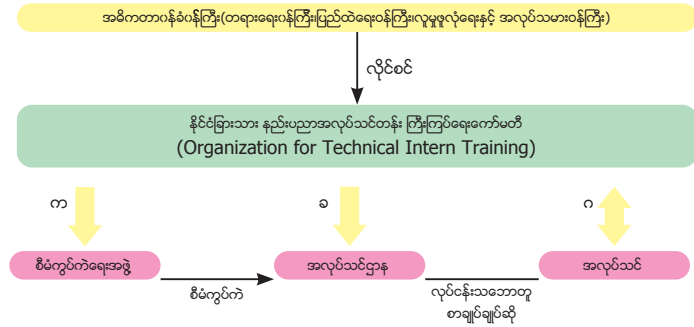 အဓိကတာ၀န်ခံ၀န်ကြီး(တရားရေး၀န်ကြီး၊ပြည်ထဲရေးဝန်ကြီး၊လူမှုဖူလုံရေးနှင့် အလုပ်သမားဝန်ကြီး)
လိုင်စင်
နိုင်ငံခြားသား နည်းပညာအလုပ်သင်တန်း ကြီးကြပ်ရေးကော်မတီ
(Organization for Technical Intern Training)
က
ခ
ဂ
စီမံကွပ်ကဲရေးအဖွဲ့
အလုပ်သင်ဌာန
အလုပ်သင်
စီမံကွပ်ကဲ
လုပ်ငန်းသဘောတူ
စာချုပ်ချုပ်ဆို